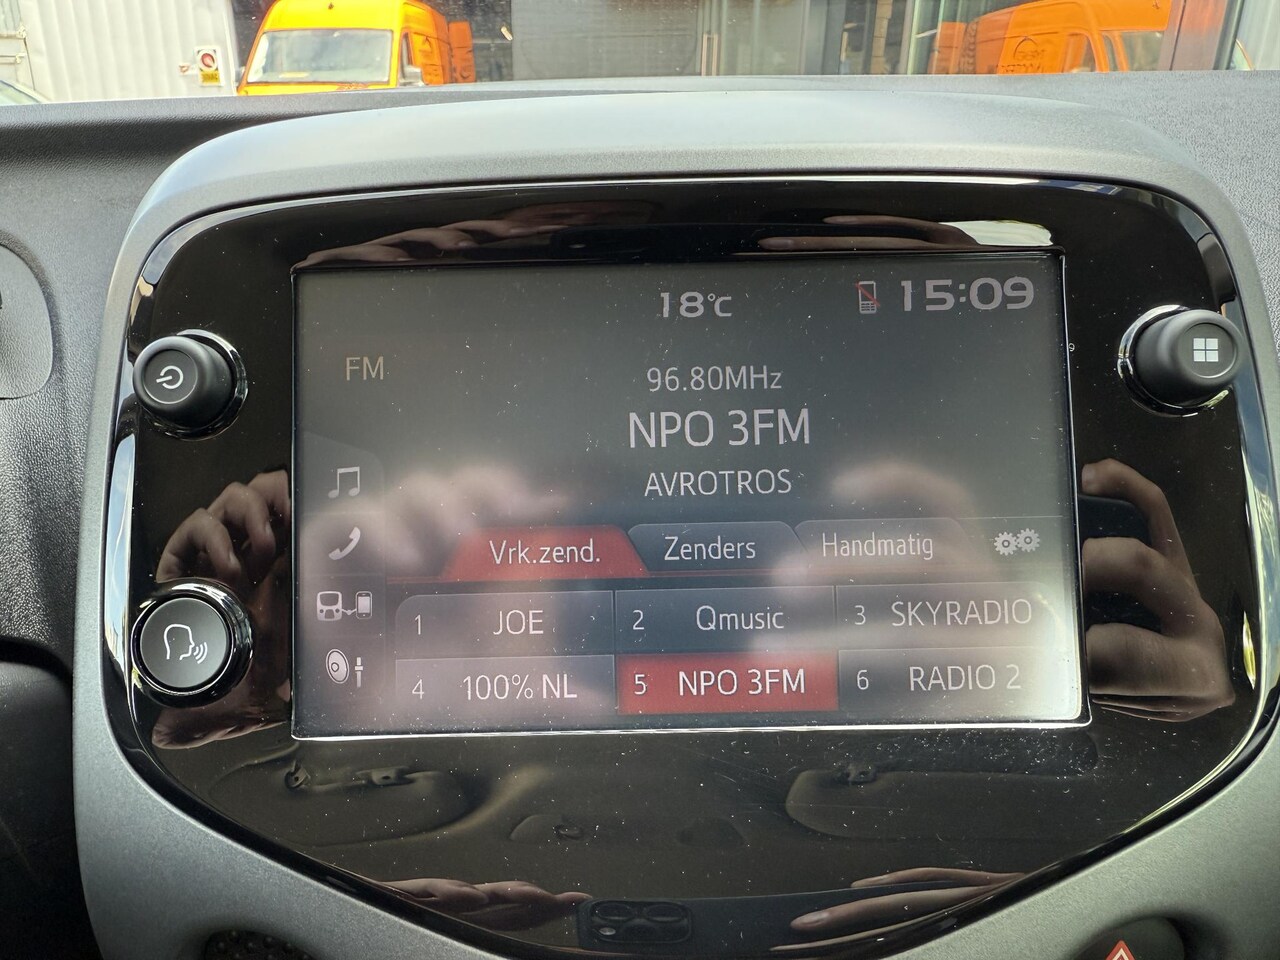 18°C
15:09
FM
96.80MHz
NPO 3FM
AVROTROS
Vrk.zend.
Zenders
Handmatig
1 JOE
2 Qmusic
3 SKYRADIO
4 100% NL
5 NPO 3FM
6 RADIO 2